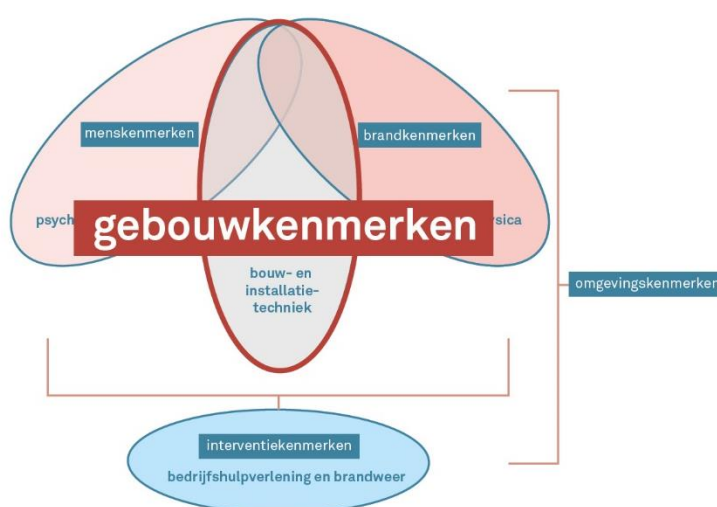 menskenmerken
brandkenmerken
gebouwkenmerken
bouw- en
installatie-
techniek
omgevingskenmerken
interventiekenmerken
bedrijfshulpverlening en brandweer